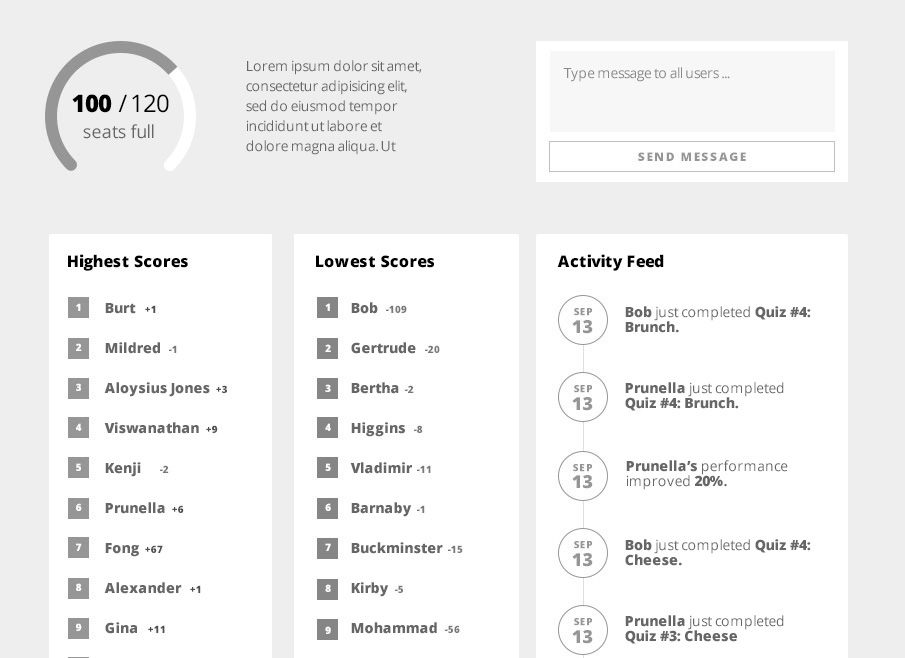 100 / 120
seats full
Lorem ipsum dolor sit amet,
consectetur adipisicing elit,
sed do eiusmod tempor
incididunt ut labore et
dolore magna aliqua. Ut
Type message to all users ...
SEND MESSAGE
Highest Scores
1 Burt +1
2 Mildred -1
3 Aloysius Jones +3
4 Viswanathan +9
5 Kenji -2
6 Prunella +6
7 Fong +67
8 Alexander +1
9 Gina +11
Lowest Scores
1 Bob -109
2 Gertrude -20
3 Bertha -2
4 Higgins -8
5 Vladimir -11
6 Barnaby -1
7 Buckminster -15
8 Kirby -5
9 Mohammad -56
Activity Feed
SEP
13
Bob just completed Quiz #4:
Brunch.
SEP
13
Prunella just completed
Quiz #4: Brunch.
SEP
13
Prunella’s performance
improved 20%.
SEP
13
Bob just completed Quiz #4:
Cheese.
SEP
13
Prunella just completed
Quiz #3: Cheese